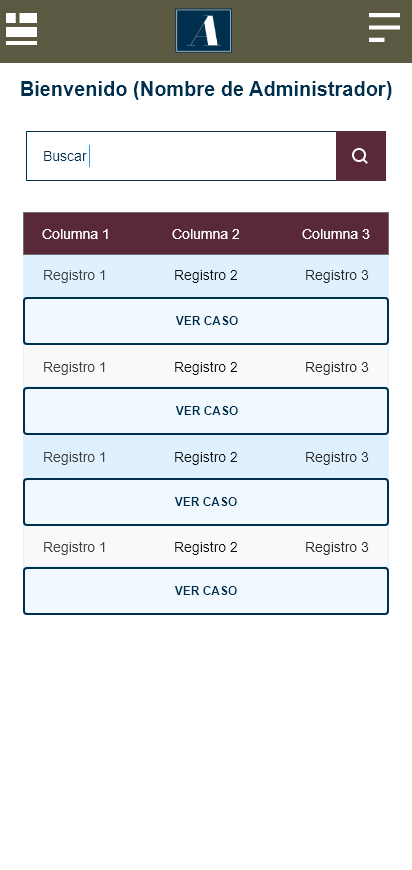 A
Bienvenido (Nombre de Administrador)
Buscar
Columna 1 Columna 2 Columna 3
Registro 1 Registro 2 Registro 3
VER CASO
Registro 1 Registro 2 Registro 3
VER CASO
Registro 1 Registro 2 Registro 3
VER CASO
Registro 1 Registro 2 Registro 3
VER CASO